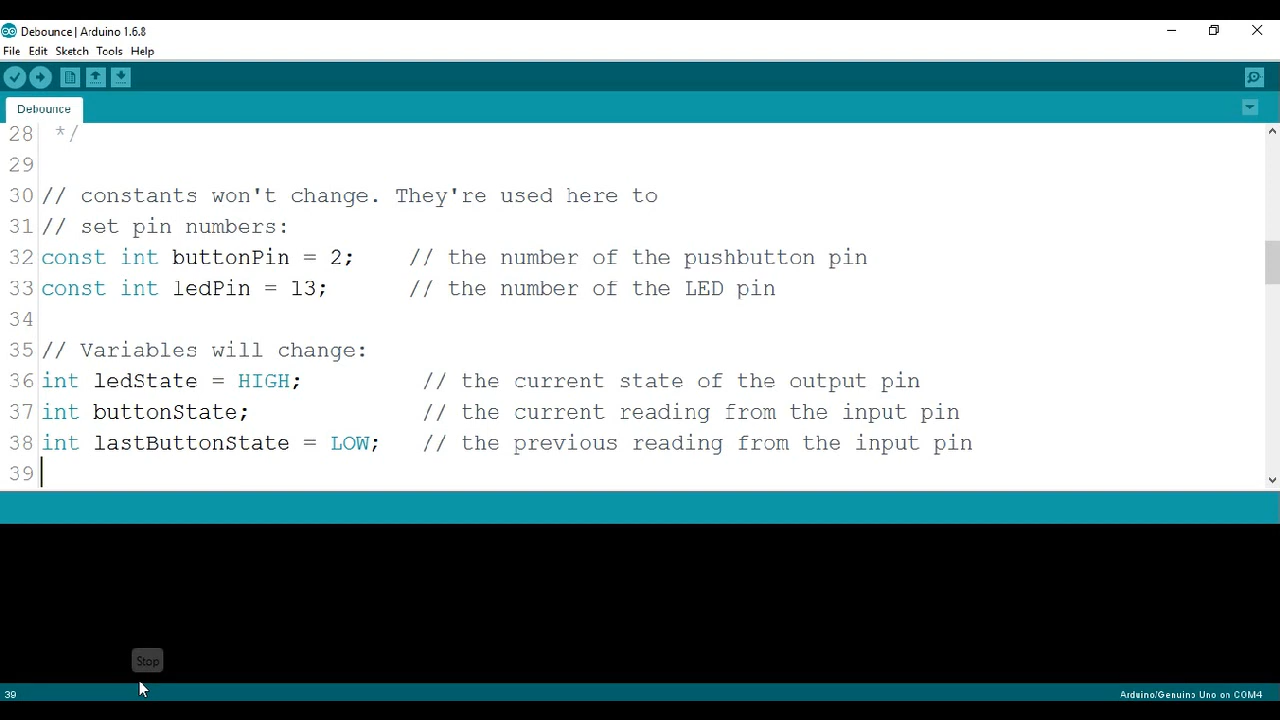 Debounce | Arduino 1.6.8
File Edit Sketch Tools Help
Debounce
28 */
29
30 // constants won't change. They're used here to
31 // set pin numbers:
32 const int buttonPin = 2;    // the number of the pushbutton pin
33 const int ledPin = 13;      // the number of the LED pin
34
35 // Variables will change:
36 int ledState = HIGH;         // the current state of the output pin
37 int buttonState;             // the current reading from the input pin
38 int lastButtonState = LOW;   // the previous reading from the input pin
39
Stop
39 Arduino/Genuino Uno on COM4